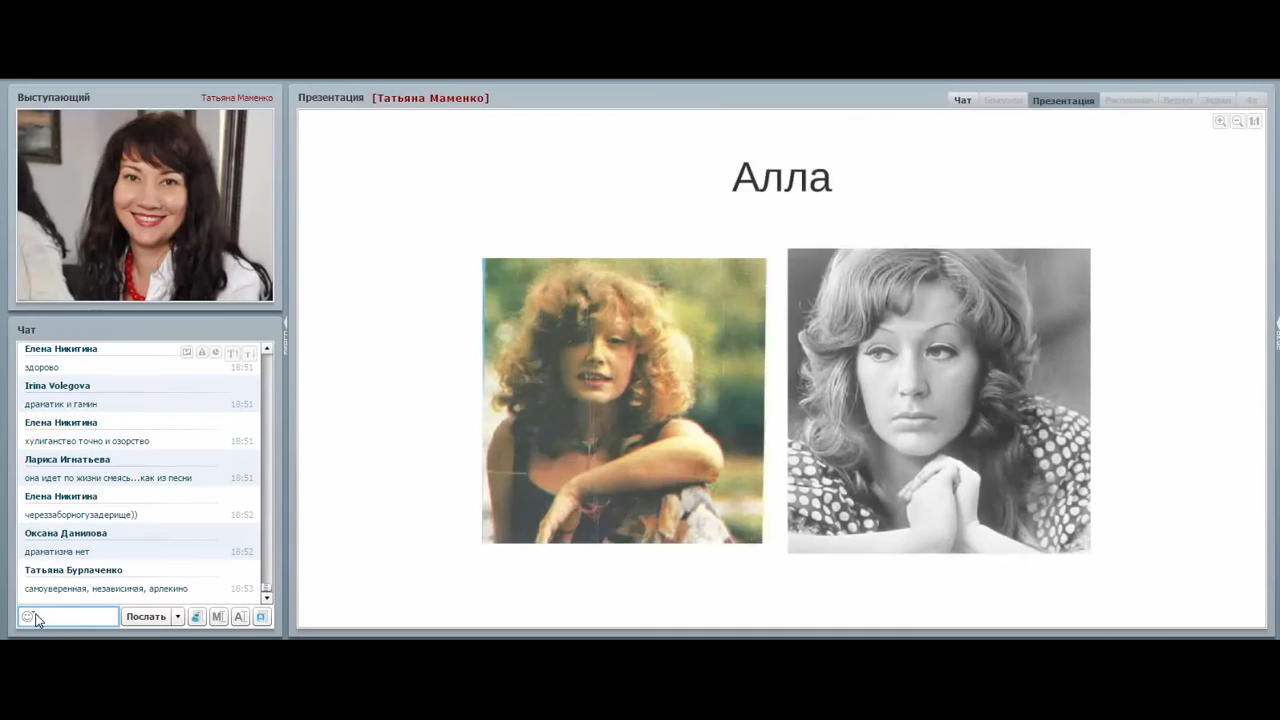 Выступающий
Татьяна Маменко
Чат
Елена Никитина
здорово 18:51
Irina Volegova
драматик и гамин 18:51
Елена Никитина
хулиганство точно и озорство 18:51
Лариса Игнатьева
она идет по жизни смеясь...как из песни 18:51
Елена Никитина
череззаборногузадерище)) 18:52
Оксана Данилова
драматизма нет 18:52
Татьяна Бурлаченко
самоуверенная, независимая, арлекино 18:53
Послать
Презентация [Татьяна Маменко]
Чат Презентация
1:1
Алла